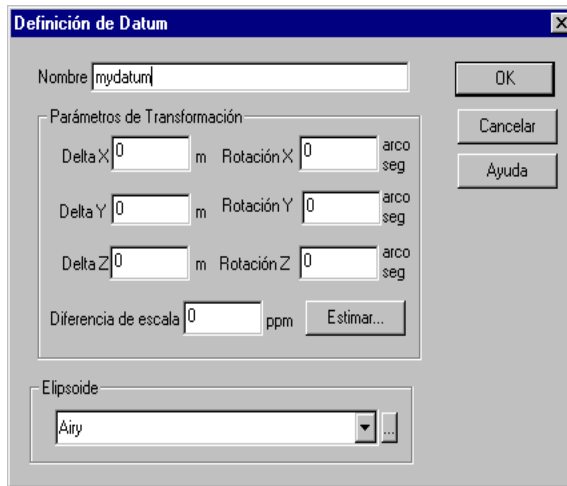 Definición de Datum
Nombre mydatum
OK
Cancelar
Ayuda
Parámetros de Transformación
Delta X 0 m Rotación X 0 arco seg
Delta Y 0 m Rotación Y 0 arco seg
Delta Z 0 m Rotación Z 0 arco seg
Diferencia de escala 0 ppm Estimar...
Elipsoide
Airy ...